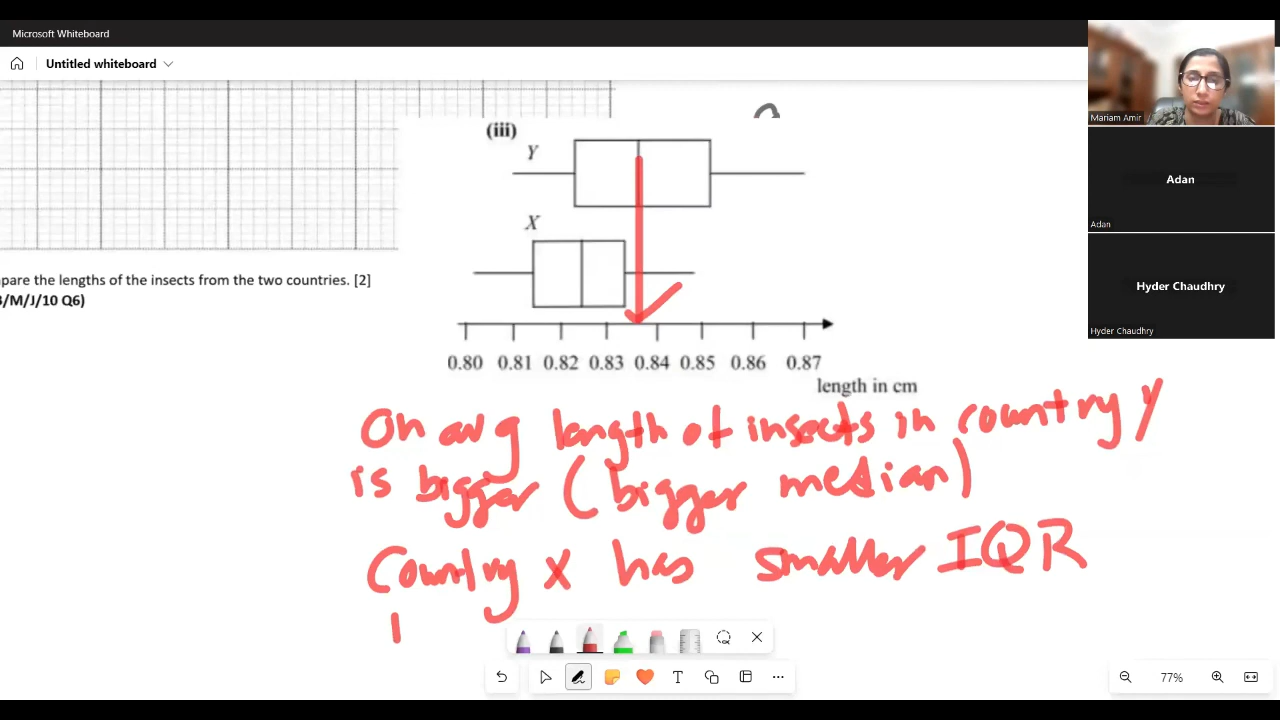 Microsoft Whiteboard
Untitled whiteboard
Mariam Amir
Adan
Adan
Hyder Chaudhry
Hyder Chaudhry
pare the lengths of the insects from the two countries. [2]
/M/J/10 Q6)
(iii)
Y
X
0.80 0.81 0.82 0.83 0.84 0.85 0.86 0.87
length in cm
On avg length of insects in country y
is bigger (bigger median)
Country X has smaller IQR
77%